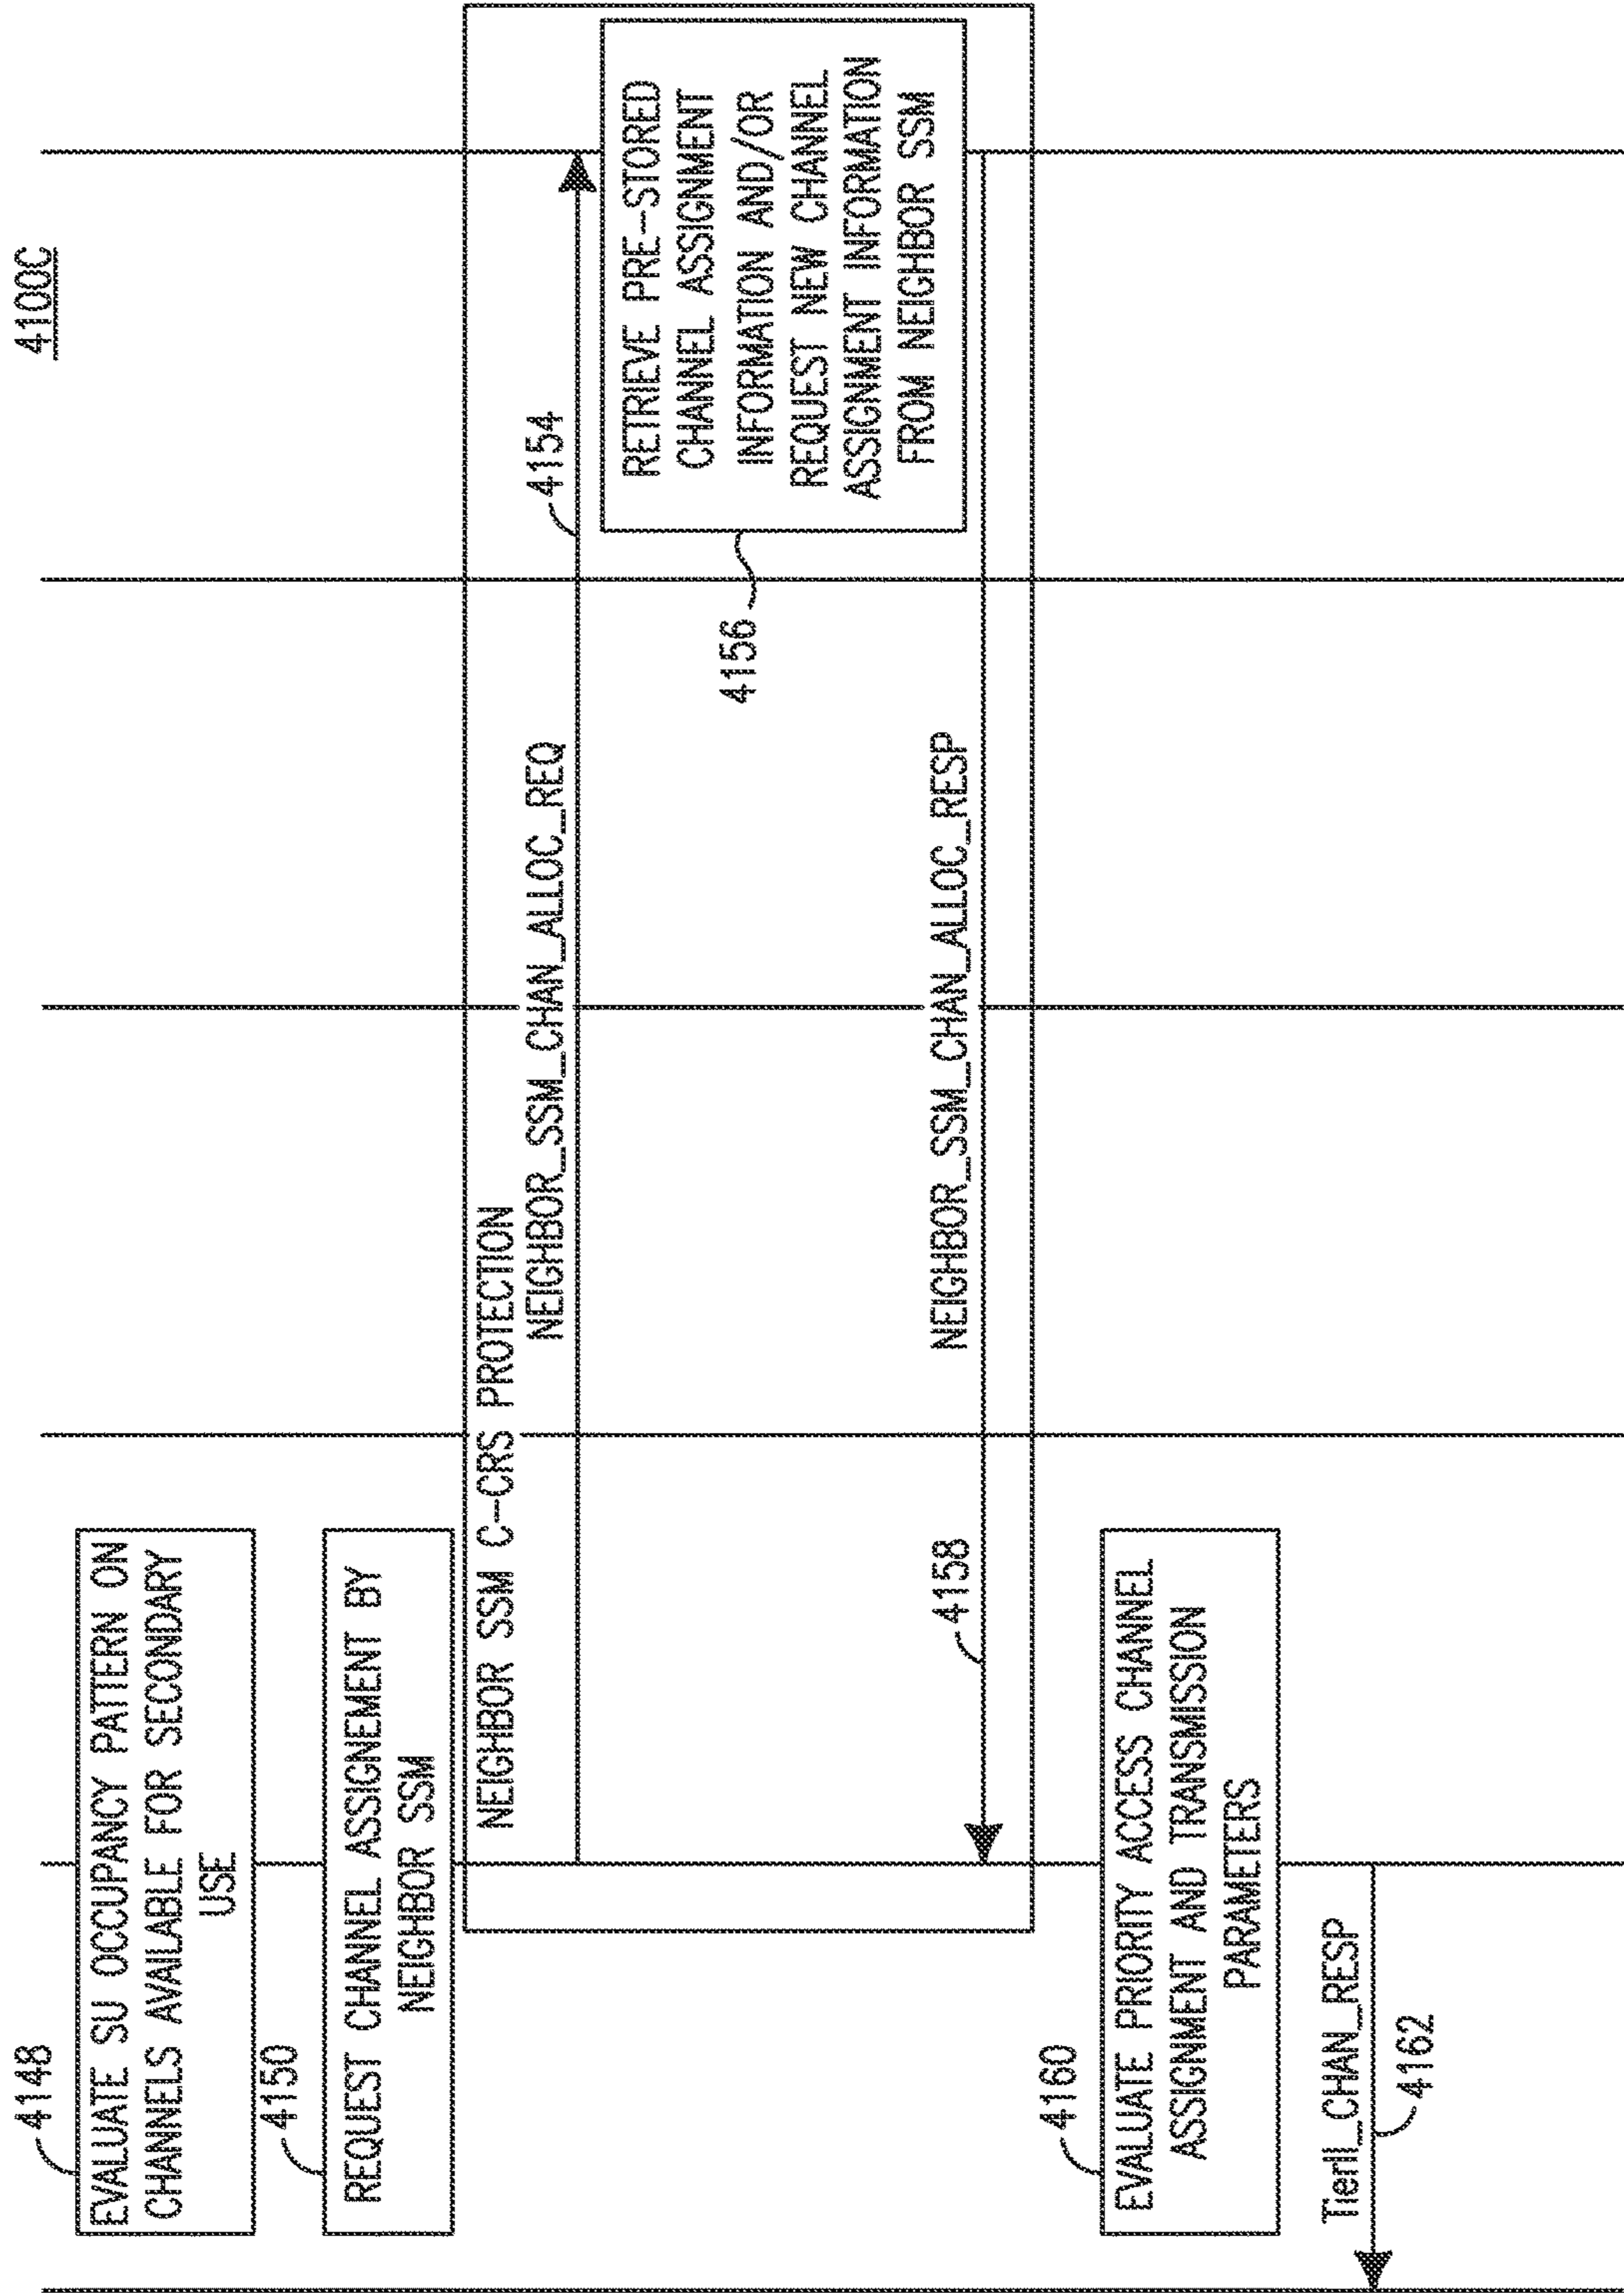 4100C
4148
EVALUATE SU OCCUPANCY PATTERN ON
CHANNELS AVAILABLE FOR SECONDARY
USE
4150
REQUEST CHANNEL ASSIGNEMENT BY
NEIGHBOR SSM
NEIGHBOR SSM C-CRS PROTECTION
NEIGHBOR_SSM_CHAN_ALLOC_REQ
4154
4156
RETRIEVE PRE-STORED
CHANNEL ASSIGNMENT
INFORMATION AND/OR
REQUEST NEW CHANNEL
ASSIGNMENT INFORMATION
FROM NEIGHBOR SSM
NEIGHBOR_SSM_CHAN_ALLOC_RESP
4158
4160
EVALUATE PRIORITY ACCESS CHANNEL
ASSIGNMENT AND TRANSMISSION
PARAMETERS
TierII_CHAN_RESP
4162